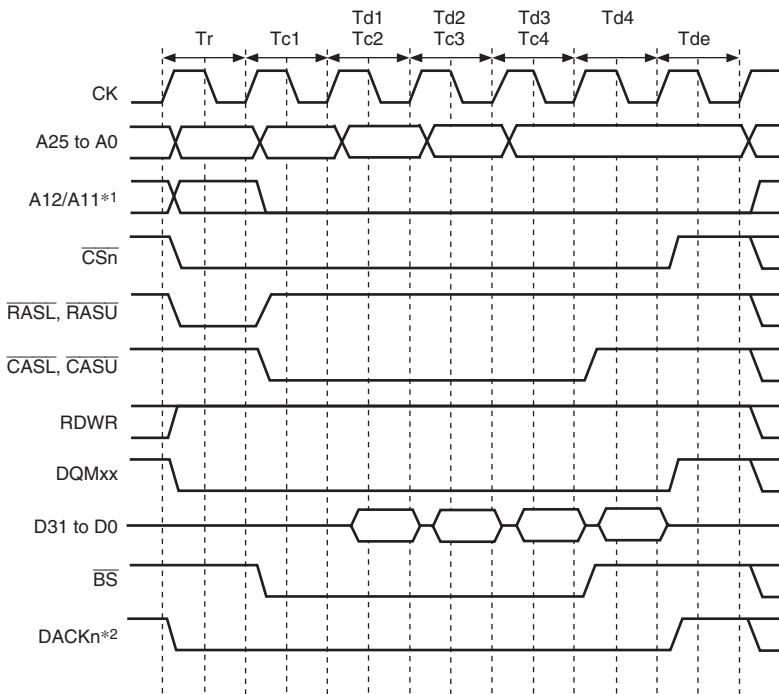 Td1 Td2 Td3 Td4
Tr Tc1 Tc2 Tc3 Tc4 Tde
CK
A25 to A0
A12/A11*1
CSn
RASL, RASU
CASL, CASU
RDWR
DQMxx
D31 to D0
BS
DACKn*2